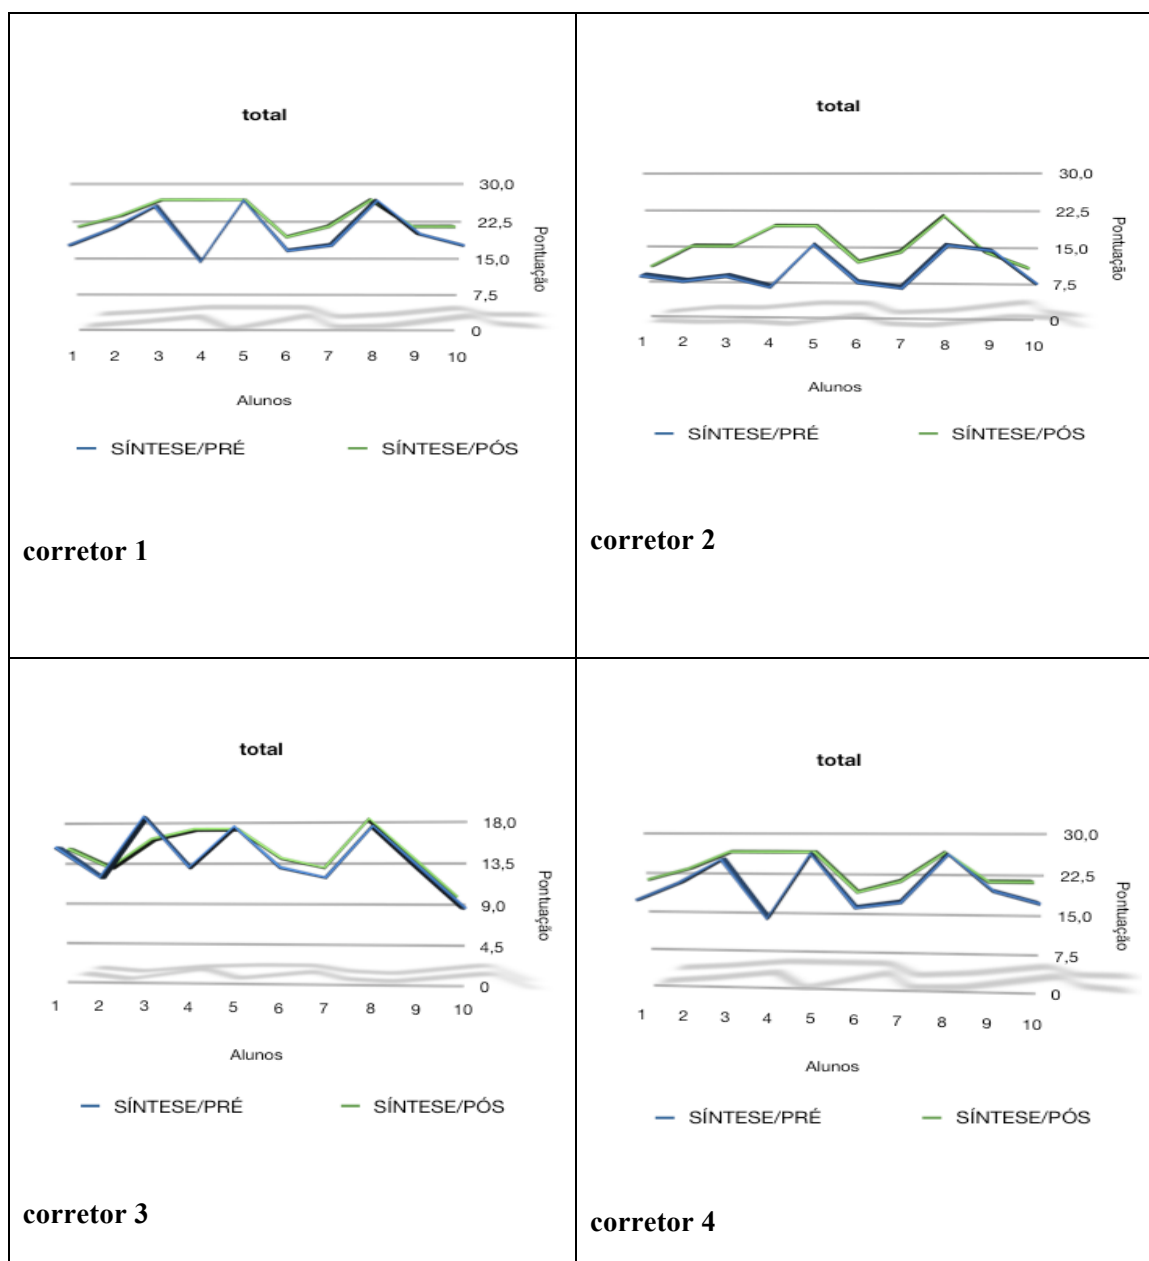 total
30,0
22,5
15,0
7,5
0
Pontuação
1 2 3 4 5 6 7 8 9 10
Alunos
SÍNTESE/PRÉ SÍNTESE/PÓS
corretor 1
total
30,0
22,5
15,0
7,5
0
Pontuação
1 2 3 4 5 6 7 8 9 10
Alunos
SÍNTESE/PRÉ SÍNTESE/PÓS
corretor 2
total
18,0
13,5
9,0
4,5
0
Pontuação
1 2 3 4 5 6 7 8 9 10
Alunos
SÍNTESE/PRÉ SÍNTESE/PÓS
corretor 3
total
30,0
22,5
15,0
7,5
0
Pontuação
1 2 3 4 5 6 7 8 9 10
Alunos
SÍNTESE/PRÉ SÍNTESE/PÓS
corretor 4